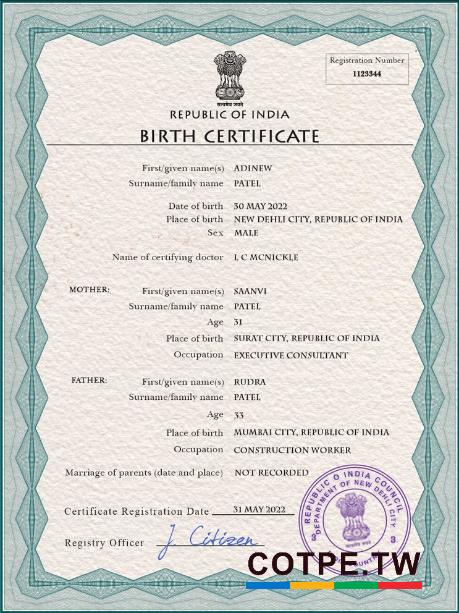 Registration Number
1123344
सत्यमेव जयते
REPUBLIC OF INDIA
BIRTH CERTIFICATE
First/given name(s) ADINEW
Surname/family name PATEL
Date of birth 30 MAY 2022
Place of birth NEW DEHLI CITY, REPUBLIC OF INDIA
Sex MALE
Name of certifying doctor I, C MCNICKLE
MOTHER: First/given name(s) SAANVI
Surname/family name PATEL
Age 31
Place of birth SURAT CITY, REPUBLIC OF INDIA
Occupation EXECUTIVE CONSULTANT
FATHER: First/given name(s) RUDRA
Surname/family name PATEL
Age 33
Place of birth MUMBAI CITY, REPUBLIC OF INDIA
Occupation CONSTRUCTION WORKER
Marriage of parents (date and place) NOT RECORDED
Certificate Registration Date 31 MAY 2022
Registry Officer J Citizen
REPUBLIC O INDIA COUNCIL
DEPARTMENT OF NEW DEHLI CITY
3 3
COTPE.TW